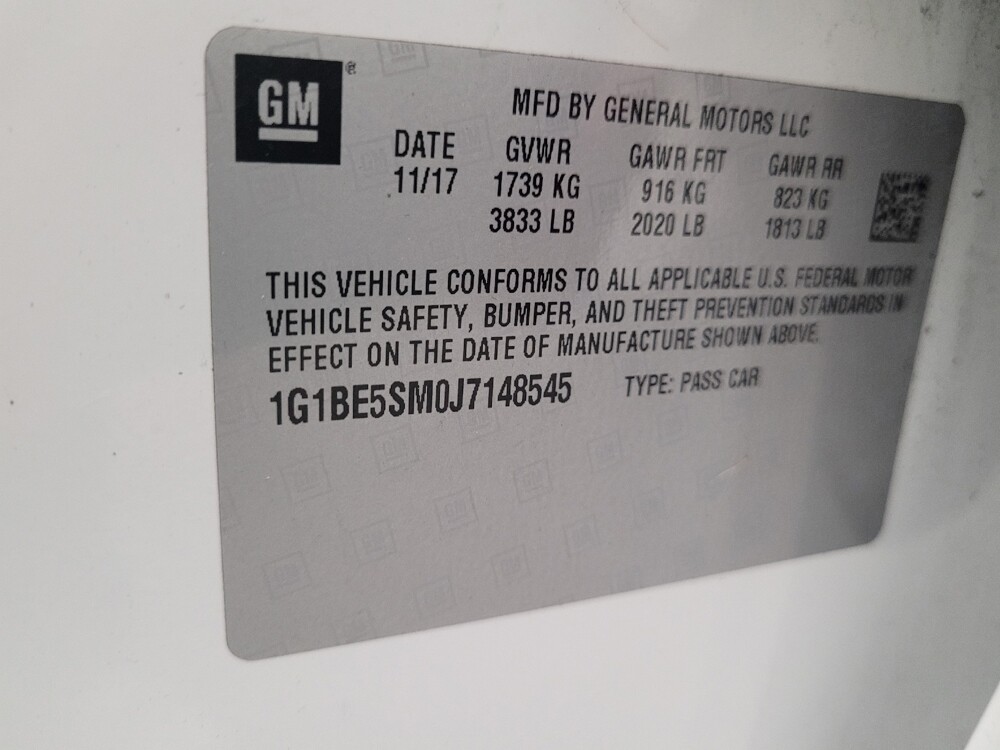 GM®
MFD BY GENERAL MOTORS LLC
DATE GVWR GAWR FRT GAWR RR
11/17 1739 KG 916 KG 823 KG
3833 LB 2020 LB 1813 LB
THIS VEHICLE CONFORMS TO ALL APPLICABLE U.S. FEDERAL MOTOR
VEHICLE SAFETY, BUMPER, AND THEFT PREVENTION STANDARDS IN
EFFECT ON THE DATE OF MANUFACTURE SHOWN ABOVE.
1G1BE5SM0J7148545 TYPE: PASS CAR